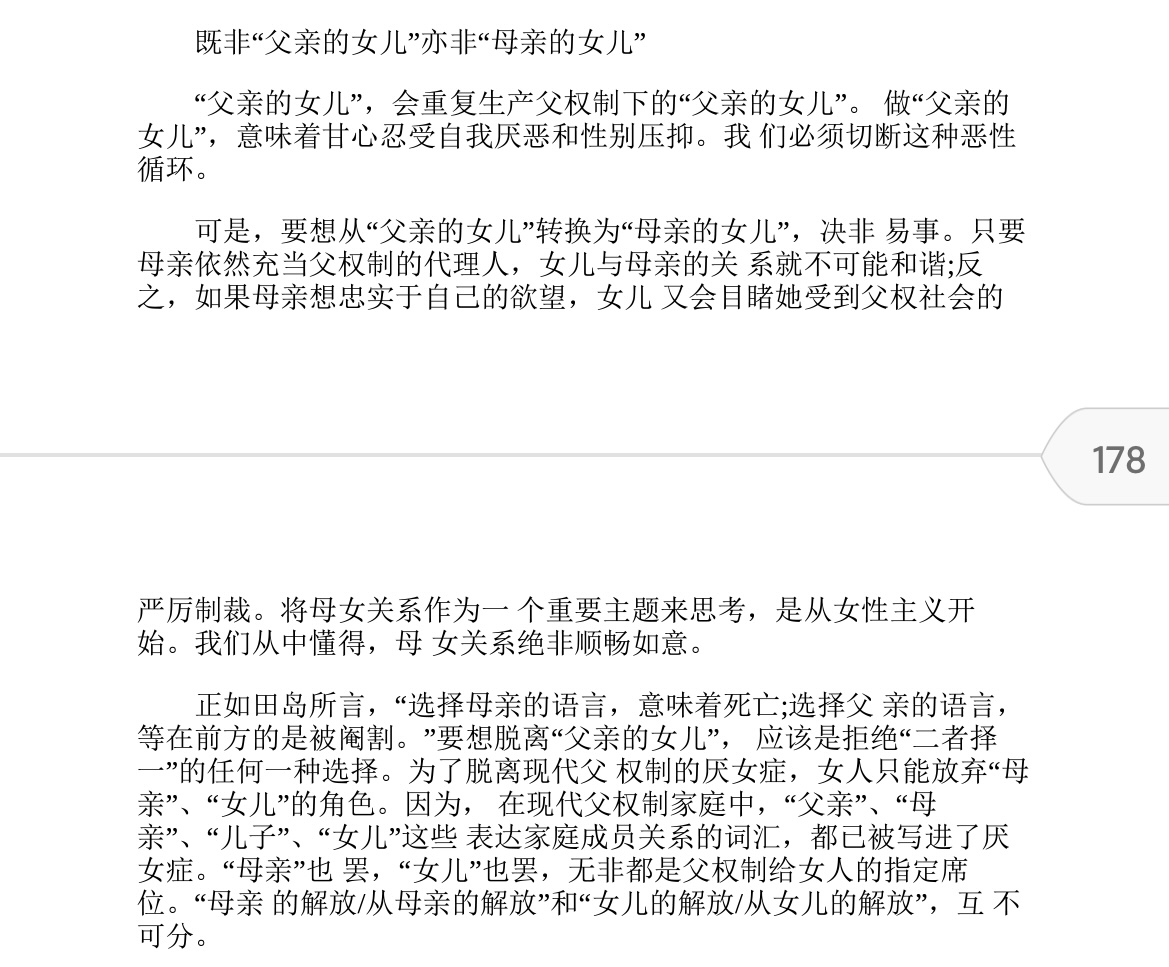 既非“父亲的女儿”亦非“母亲的女儿”
“父亲的女儿”，会重复生产父权制下的“父亲的女儿”。 做“父亲的
女儿”，意味着甘心忍受自我厌恶和性别压抑。我 们必须切断这种恶性
循环。
可是，要想从“父亲的女儿”转换为“母亲的女儿”，决非 易事。只要
母亲依然充当父权制的代理人，女儿与母亲的关 系就不可能和谐;反
之，如果母亲想忠实于自己的欲望，女儿 又会目睹她受到父权社会的
178
严厉制裁。将母女关系作为一 个重要主题来思考，是从女性主义开
始。我们从中懂得，母 女关系绝非顺畅如意。
正如田岛所言，“选择母亲的语言，意味着死亡;选择父 亲的语言，
等在前方的是被阉割。”要想脱离“父亲的女儿”， 应该是拒绝“二者择
一”的任何一种选择。为了脱离现代父 权制的厌女症，女人只能放弃“母
亲”、“女儿”的角色。因为， 在现代父权制家庭中，“父亲”、“母
亲”、“儿子”、“女儿”这些 表达家庭成员关系的词汇，都已被写进了厌
女症。“母亲”也 罢，“女儿”也罢，无非都是父权制给女人的指定席
位。“母亲 的解放/从母亲的解放”和“女儿的解放/从女儿的解放”，互 不
可分。